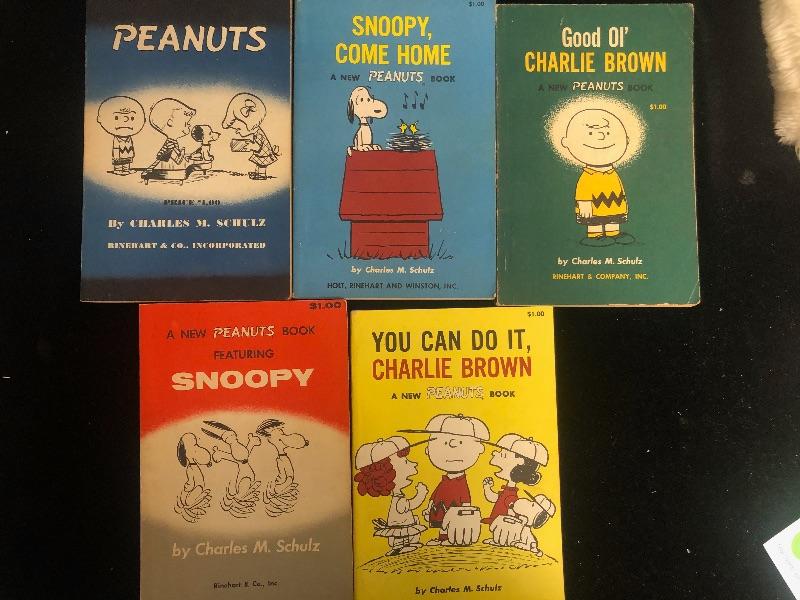 PEANUTS
PRICE $1.00
By CHARLES M. SCHULZ
RINEHART & CO., INCORPORATED
$1.00
SNOOPY,
COME HOME
A NEW PEANUTS BOOK
by Charles M. Schulz
HOLT, RINEHART AND WINSTON, INC.
Good Ol'
CHARLIE BROWN
A NEW PEANUTS BOOK
$1.00
by Charles M. Schulz
RINEHART & COMPANY, INC.
$1.00
A NEW PEANUTS BOOK
FEATURING
SNOOPY
by Charles M. Schulz
Rinehart & Co., Inc.
$1.00
YOU CAN DO IT,
CHARLIE BROWN
A NEW PEANUTS BOOK
by Charles M. Schulz